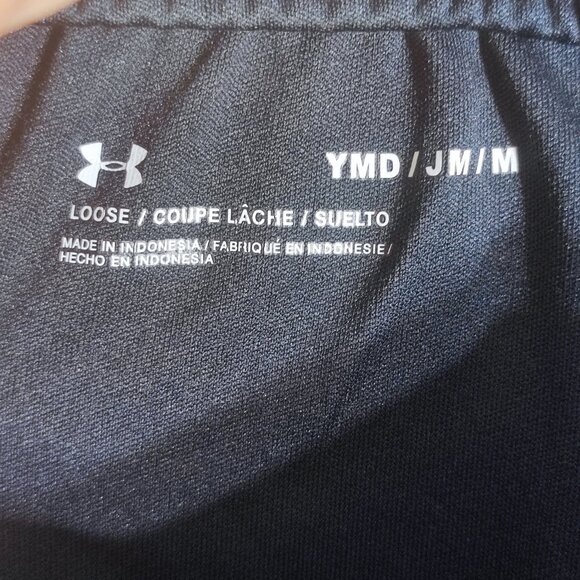 YMD / JM / M
LOOSE / COUPE LÂCHE / SUELTO
MADE IN INDONESIA / FABRIQUÉ EN INDONESIE /
HECHO EN INDONESIA